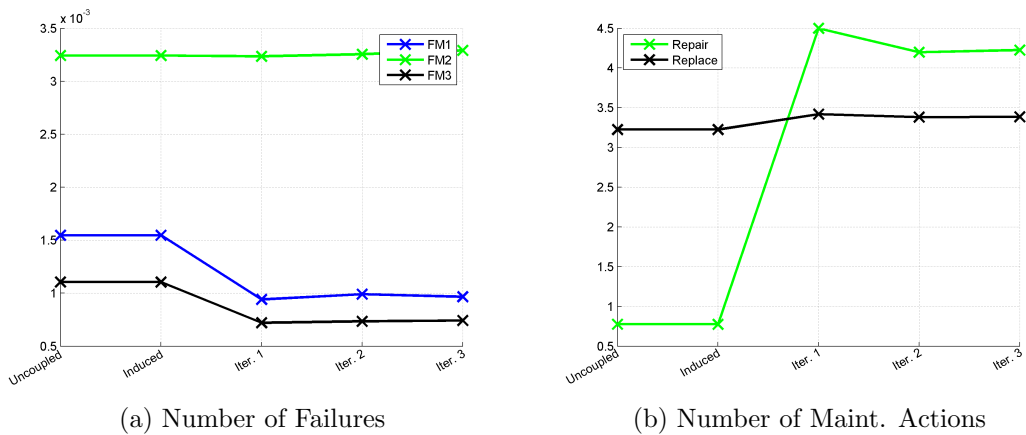 x 10^-3
3.5
3
2.5
2
1.5
1
0.5
Uncoupled
Induced
Iter. 1
Iter. 2
Iter. 3
FM1
FM2
FM3
(a) Number of Failures
4.5
4
3.5
3
2.5
2
1.5
1
0.5
Uncoupled
Induced
Iter. 1
Iter. 2
Iter. 3
Repair
Replace
(b) Number of Maint. Actions